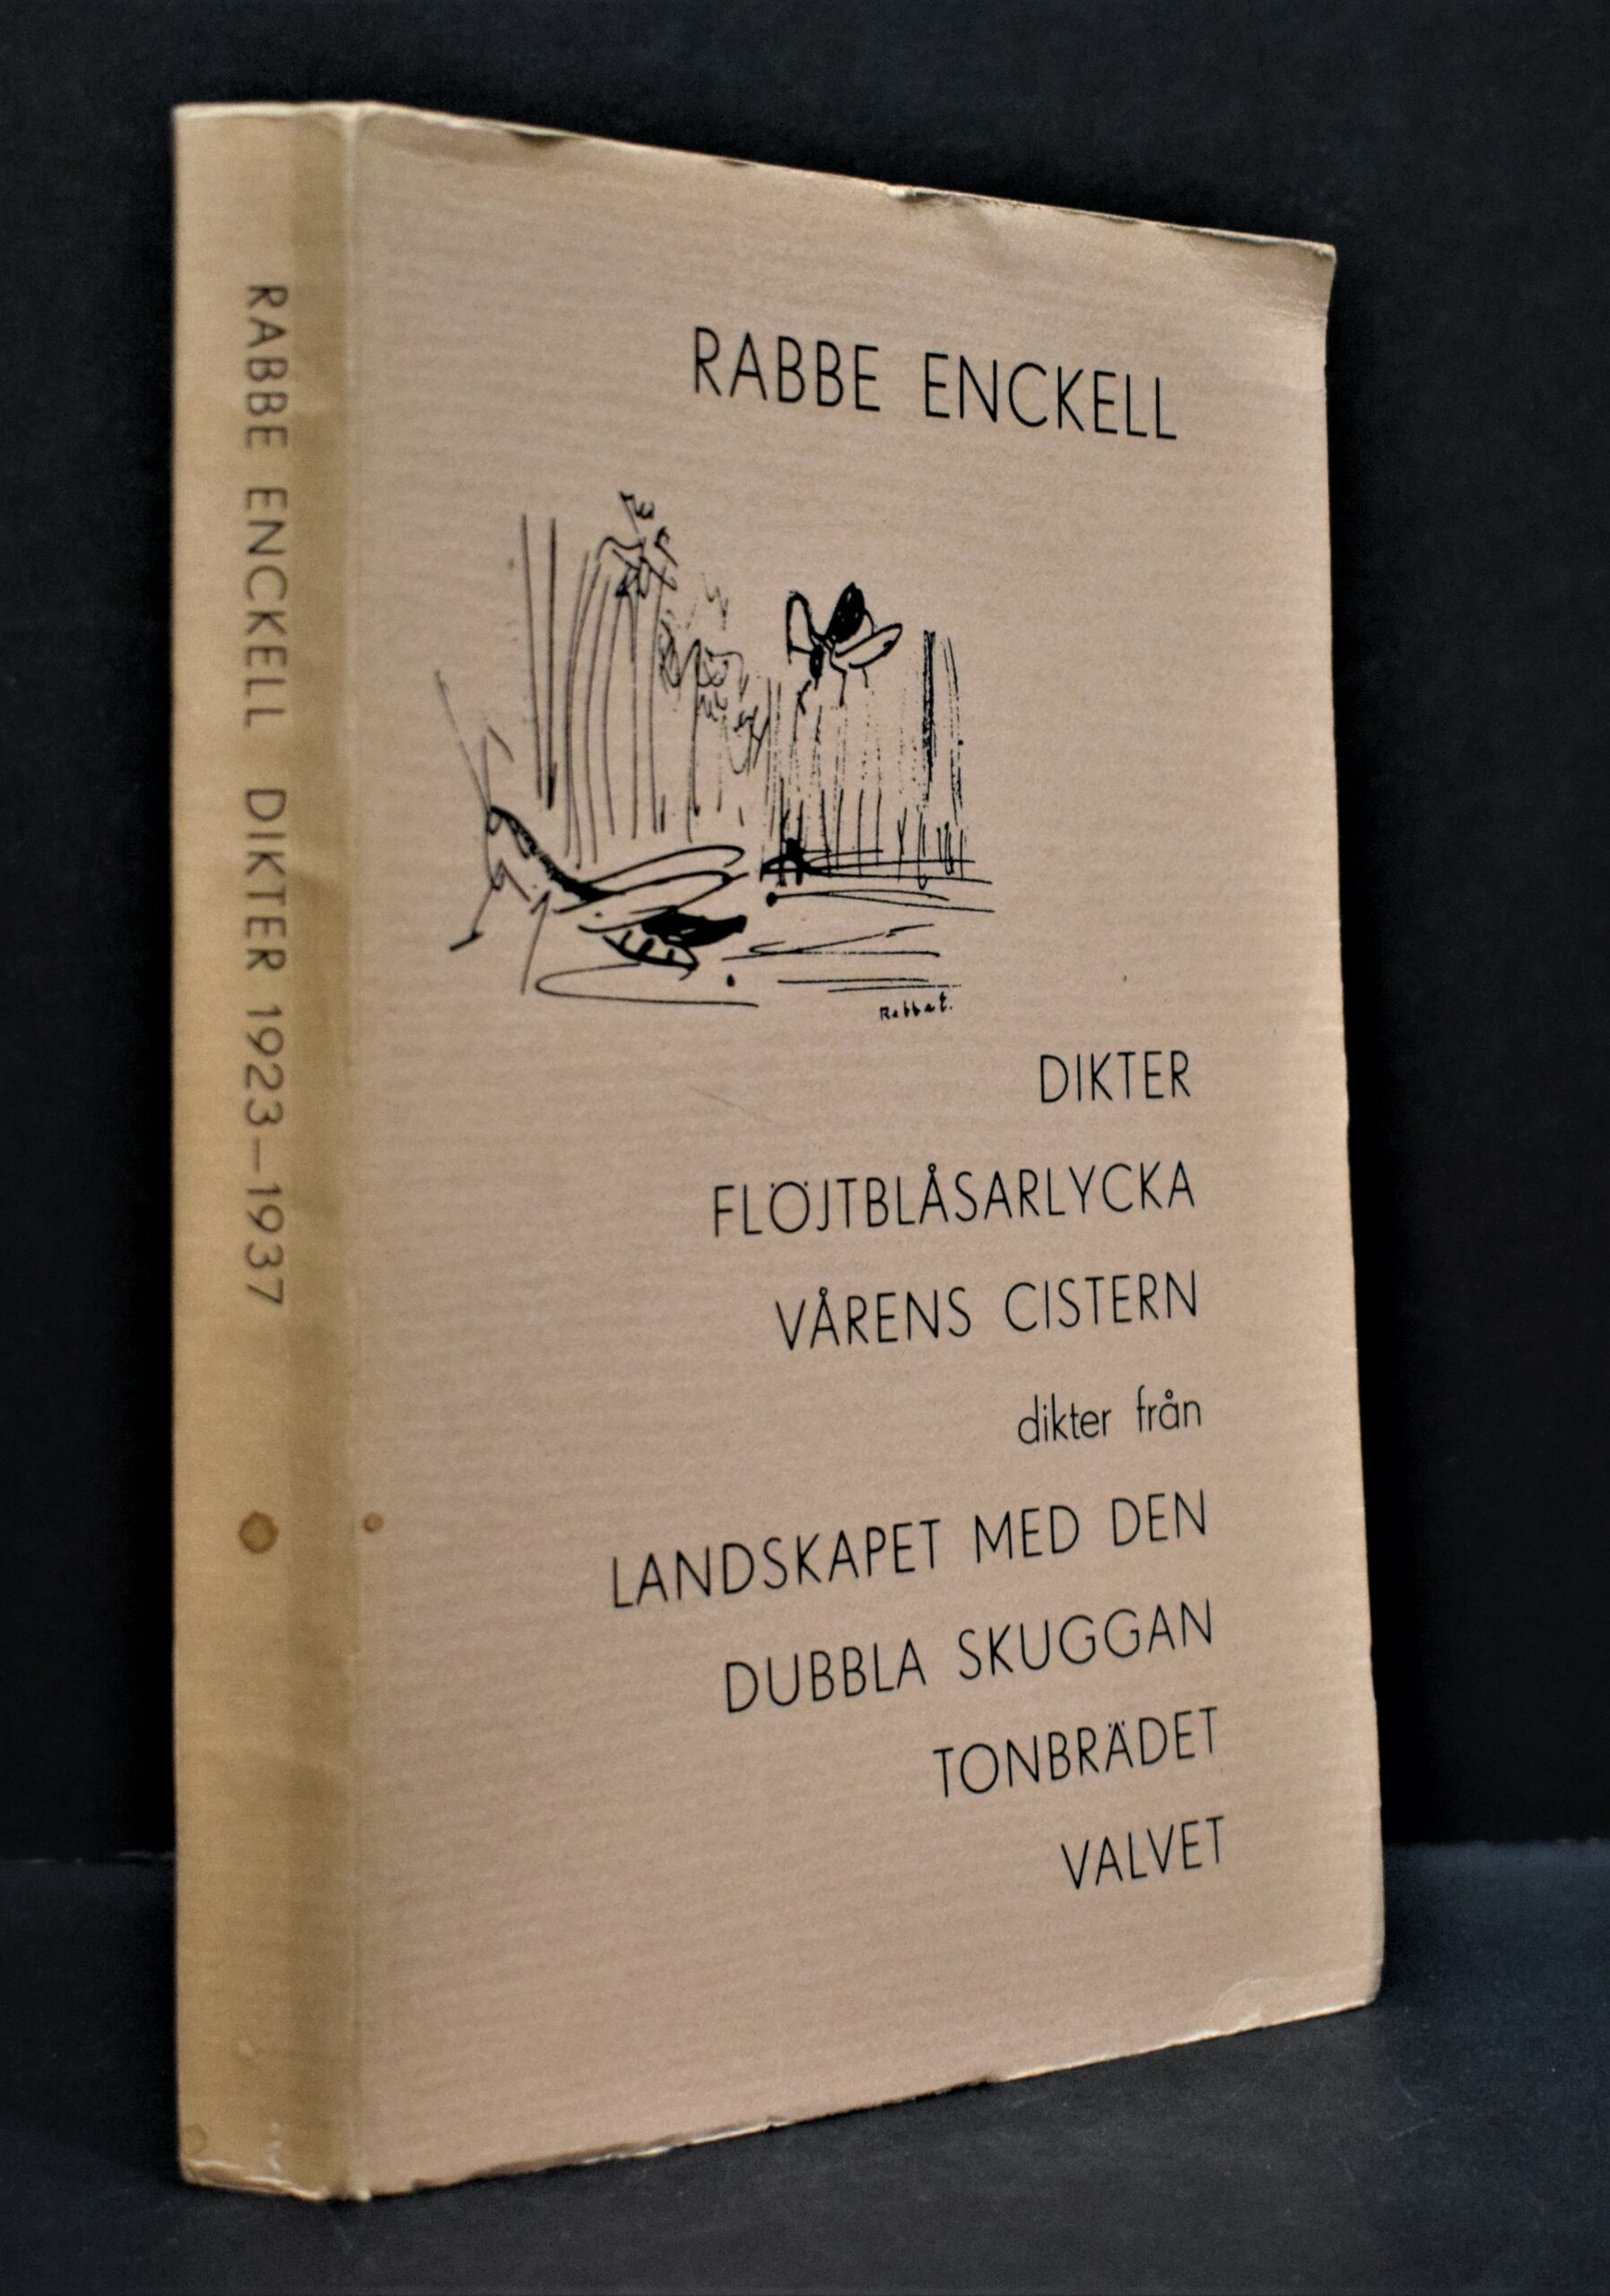 RABBE ENCKELL DIKTER 1923–1937
RABBE ENCKELL
DIKTER
FLÖJTBLÅSARLYCKA
VÅRENS CISTERN
dikter från
LANDSKAPET MED DEN
DUBBLA SKUGGAN
TONBRÄDET
VALVET